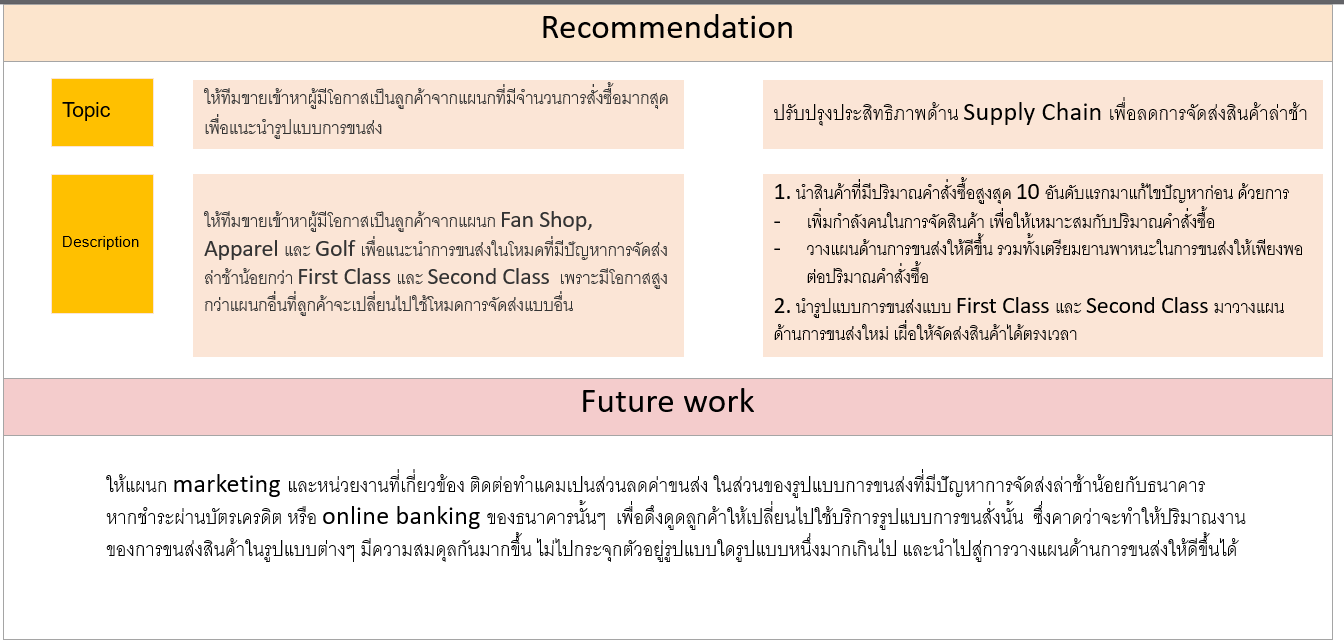 Recommendation
Topic
ให้ทีมขายเข้าหาผู้มีโอกาสเป็นลูกค้าจากแผนกที่มีจำนวนการสั่งซื้อมากสุด
เพื่อแนะนำรูปแบบการขนส่ง
ปรับปรุงประสิทธิภาพด้าน Supply Chain เพื่อลดการจัดส่งสินค้าล่าช้า
Description
ให้ทีมขายเข้าหาผู้มีโอกาสเป็นลูกค้าจากแผนก Fan Shop,
Apparel และ Golf เพื่อแนะนำการขนส่งในโหมดที่มีปัญหาการจัดส่ง
ล่าช้าน้อยกว่า First Class และ Second Class เพราะมีโอกาสสูง
กว่าแผนกอื่นที่ลูกค้าจะเปลี่ยนไปใช้โหมดการจัดส่งแบบอื่น
1. นำสินค้าที่มีปริมาณคำสั่งซื้อสูงสุด 10 อันดับแรกมาแก้ไขปัญหาก่อน ด้วยการ
- เพิ่มกำลังคนในการจัดสินค้า เพื่อให้เหมาะสมกับปริมาณคำสั่งซื้อ
- วางแผนด้านการขนส่งให้ดีขึ้น รวมทั้งเตรียมยานพาหนะในการขนส่งให้เพียงพอ
ต่อปริมาณคำสั่งซื้อ
2. นำรูปแบบการขนส่งแบบ First Class และ Second Class มาวางแผน
ด้านการขนส่งใหม่ เผื่อให้จัดส่งสินค้าได้ตรงเวลา
Future work
ให้แผนก marketing และหน่วยงานที่เกี่ยวข้อง ติดต่อทำแคมเปนส่วนลดค่าขนส่ง ในส่วนของรูปแบบการขนส่งที่มีปัญหาการจัดส่งล่าช้าน้อยกับธนาคาร
หากชำระผ่านบัตรเครดิต หรือ online banking ของธนาคารนั้นๆ เพื่อดึงดูดลูกค้าให้เปลี่ยนไปใช้บริการรูปแบบการขนสั่งนั้น ซึ่งคาดว่าจะทำให้ปริมาณงาน
ของการขนส่งสินค้าในรูปแบบต่างๆ มีความสมดุลกันมากขึ้น ไม่ไปกระจุกตัวอยู่รูปแบบใดรูปแบบหนึ่งมากเกินไป และนำไปสู่การวางแผนด้านการขนส่งให้ดีขึ้นได้